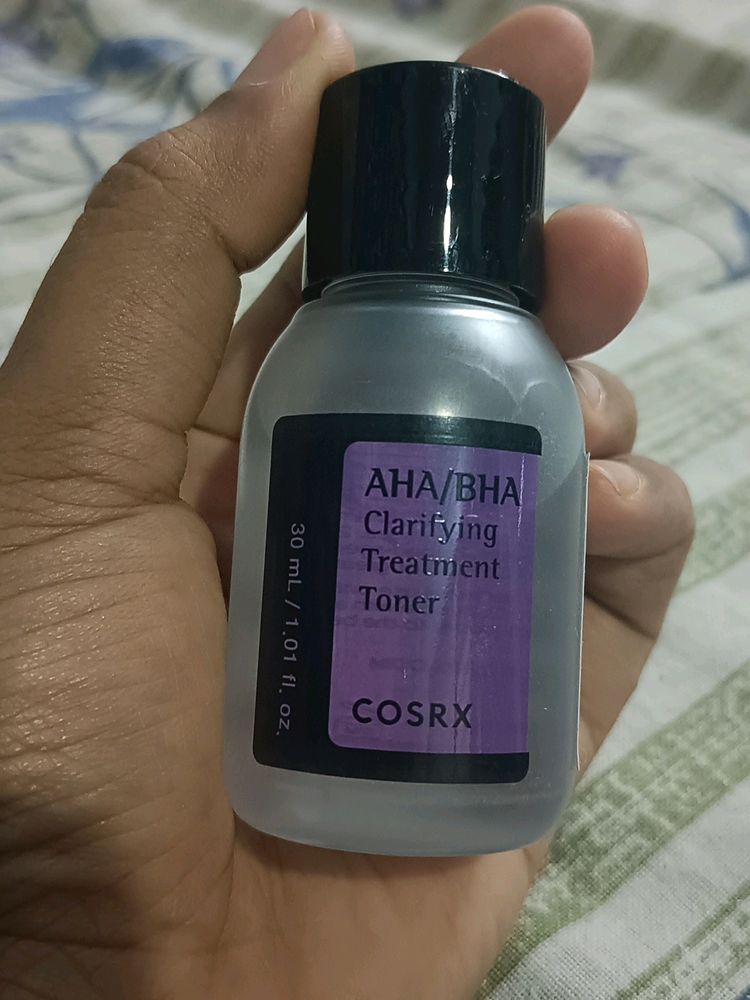 AHA/BHA
Clarifying
Treatment
Toner
COSRX
30 mL / 1.01 fl. oz.